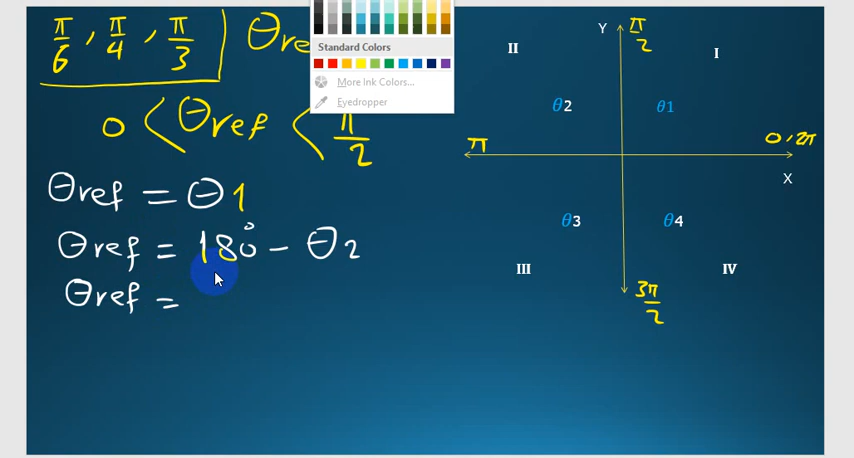 π/6 , π/4 , π/3 θre
0 < θref < π/2
θref = θ1
θref = 180° - θ2
θref =
Standard Colors
More Ink Colors...
Eyedropper
Y
π/2
II
I
θ2
θ1
π
0, 2π
X
θ3
θ4
III
IV
3π/2